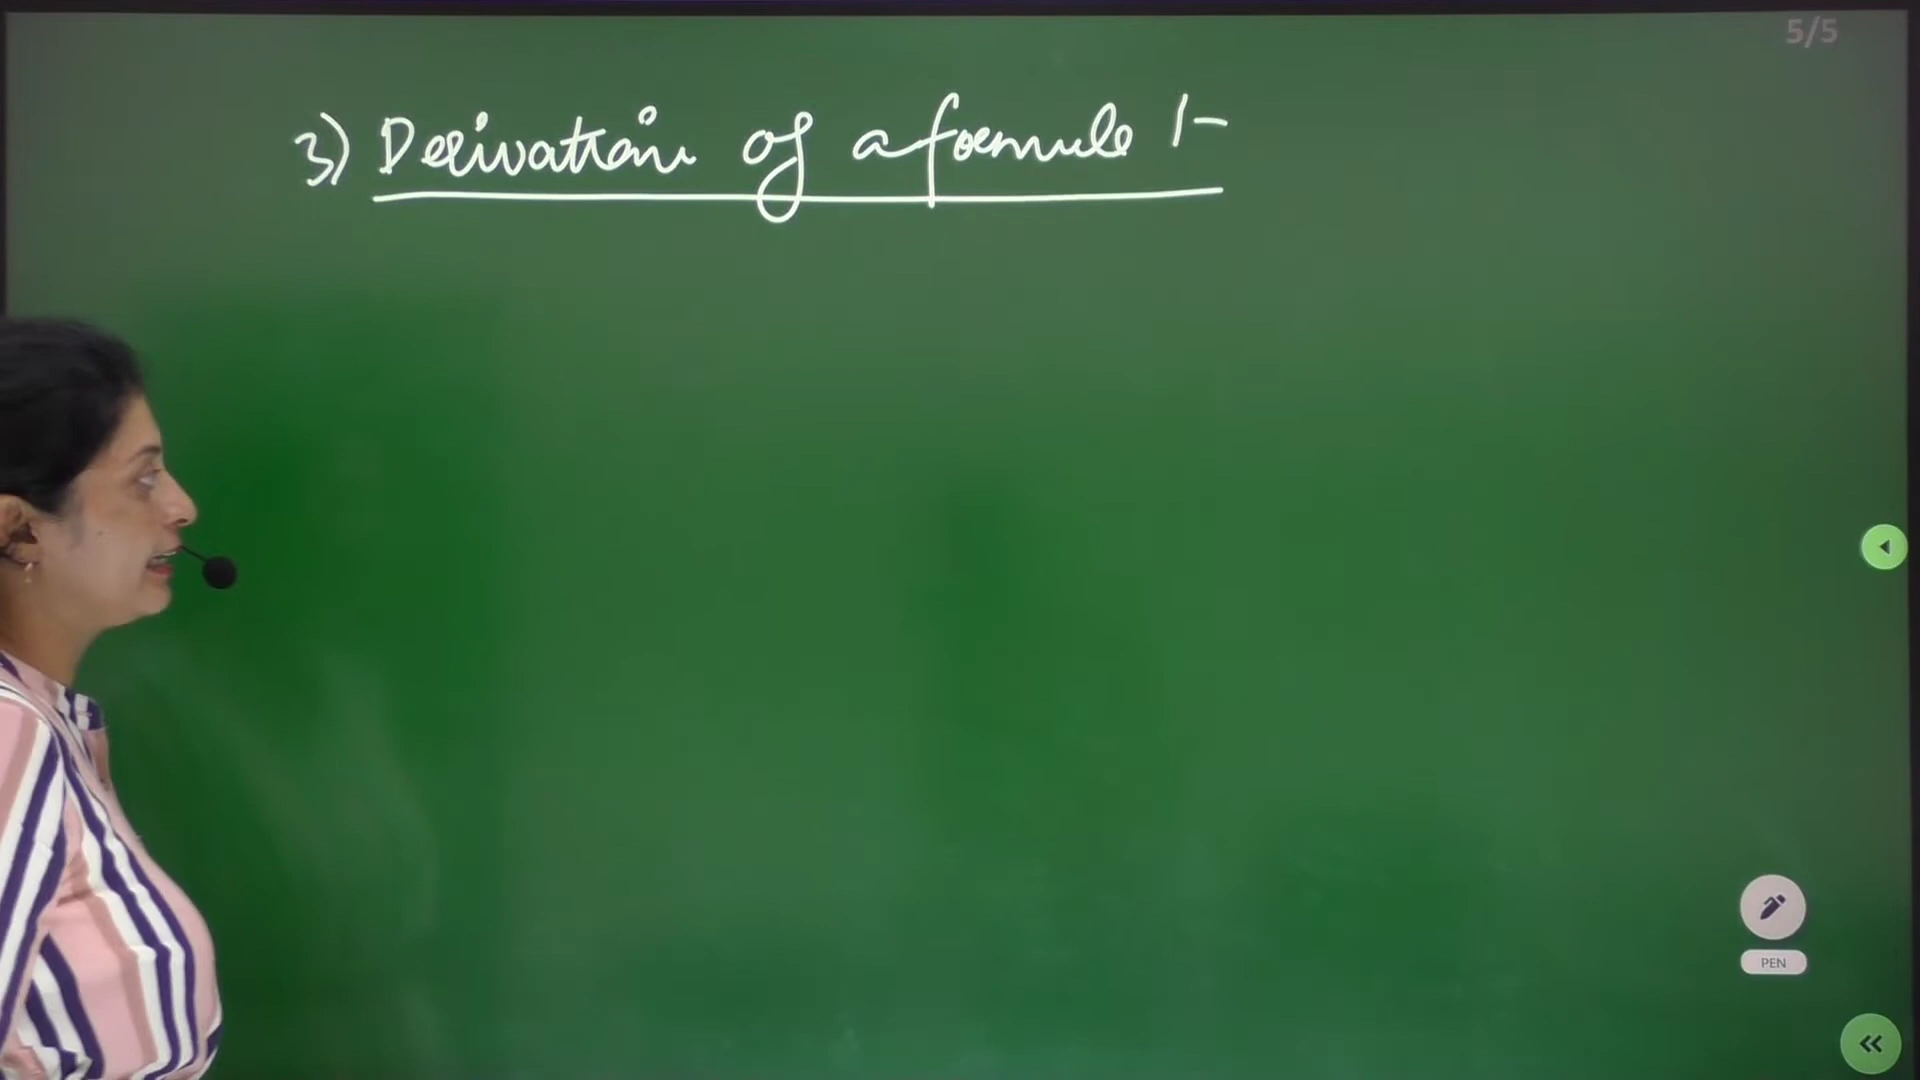 5/5
3) Derivation of a formula :-
PEN